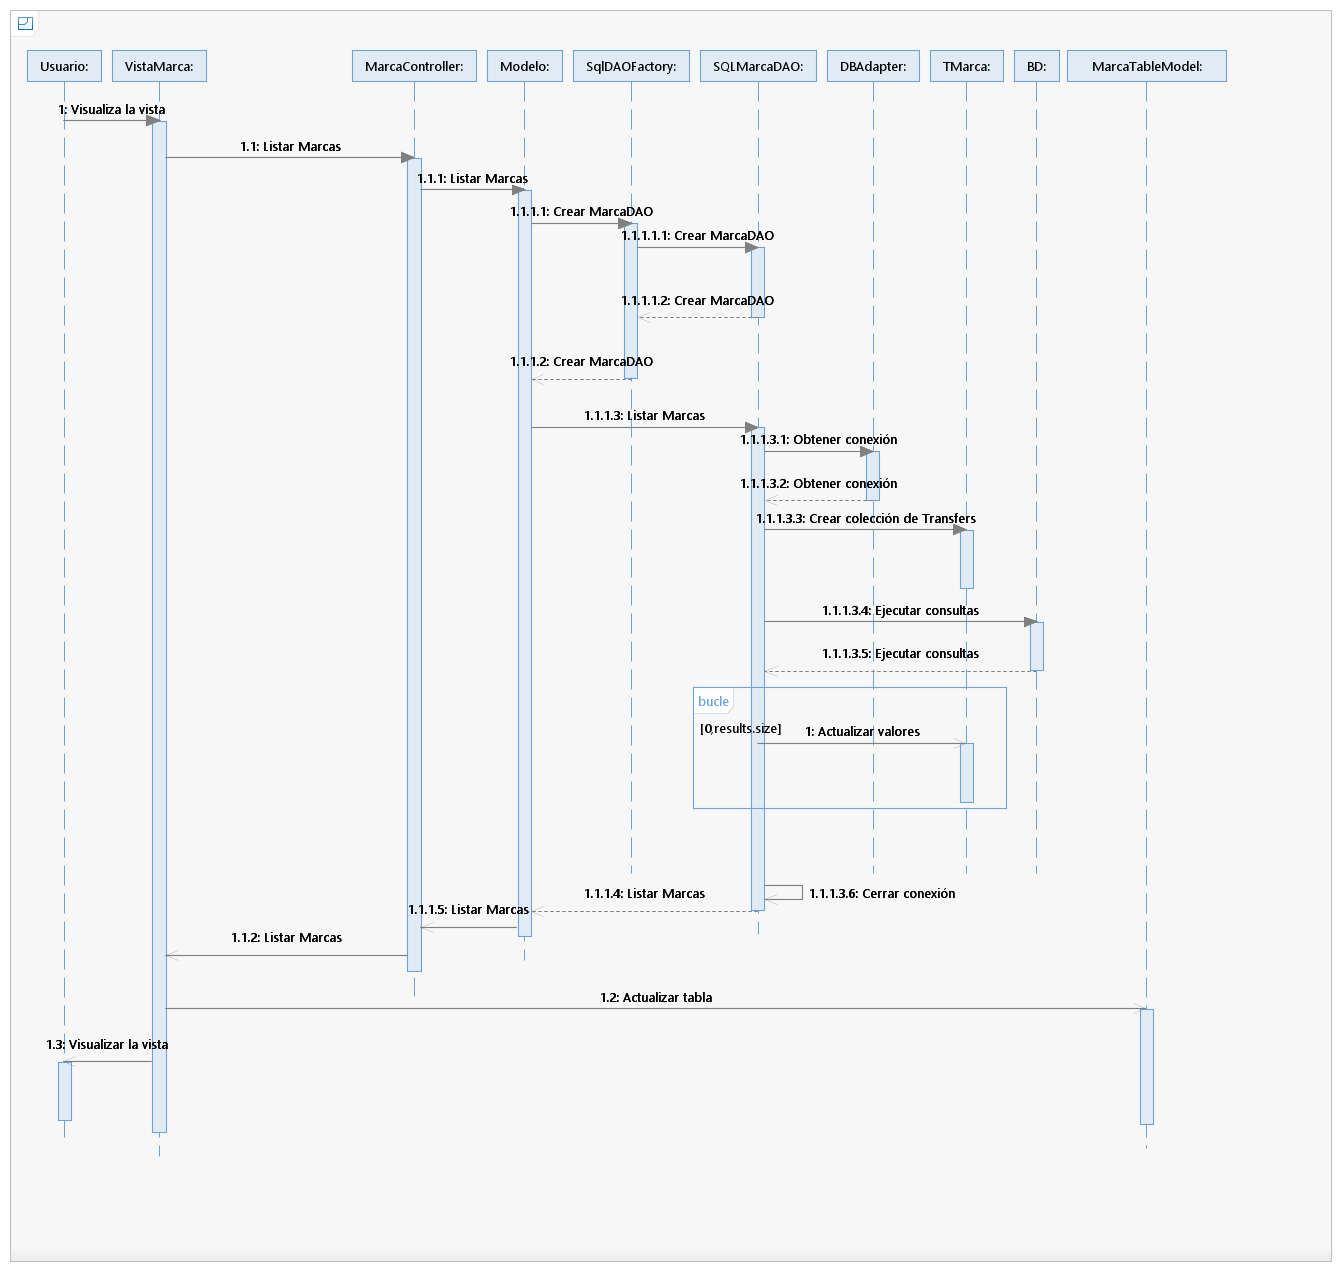 Usuario:
VistaMarca:
MarcaController:
Modelo:
SqlDAOFactory:
SQLMarcaDAO:
DBAdapter:
TMarca:
BD:
MarcaTableModel:
1: Visualiza la vista
1.1: Listar Marcas
1.1.1: Listar Marcas
1.1.1.1: Crear MarcaDAO
1.1.1.1.1: Crear MarcaDAO
1.1.1.1.2: Crear MarcaDAO
1.1.1.2: Crear MarcaDAO
1.1.1.3: Listar Marcas
1.1.1.3.1: Obtener conexión
1.1.1.3.2: Obtener conexión
1.1.1.3.3: Crear colección de Transfers
1.1.1.3.4: Ejecutar consultas
1.1.1.3.5: Ejecutar consultas
bucle
[0,results.size]
1: Actualizar valores
1.1.1.4: Listar Marcas
1.1.1.3.6: Cerrar conexión
1.1.1.5: Listar Marcas
1.1.2: Listar Marcas
1.2: Actualizar tabla
1.3: Visualizar la vista